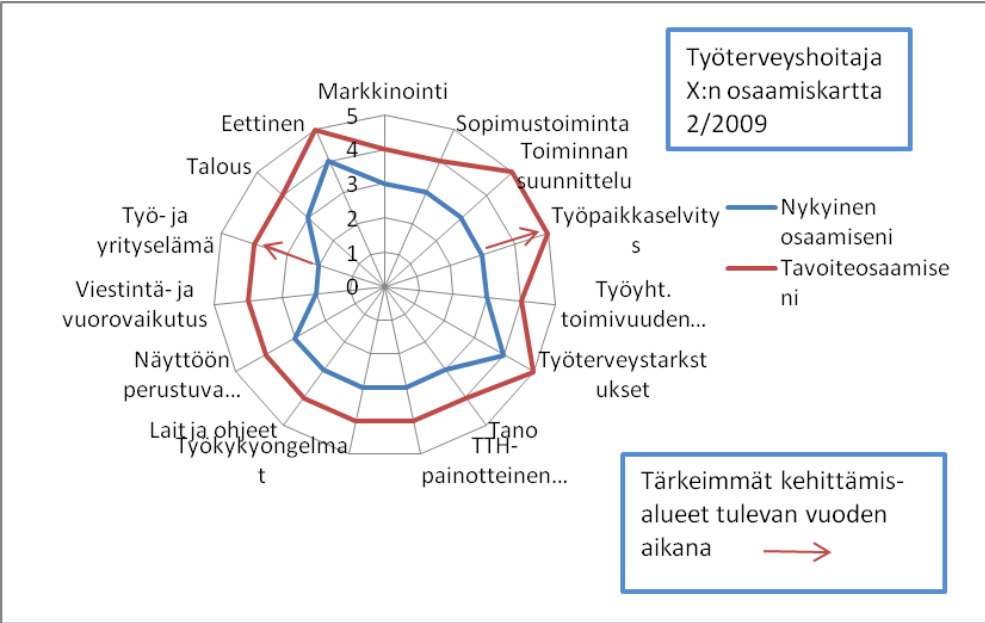 Työterveyshoitaja
X:n osaamiskartta
2/2009
Markkinointi
Sopimustoiminta
Toiminnan
suunnittelu
Työpaikkaselvity
s
Työyht.
toimivuuden...
Työterveystarkst
ukset
Tano
TTH-
painotteinen...
Työkykyongelma
t
Lait ja ohjeet
Näyttöön
perustuva...
Viestintä- ja
vuorovaikutus
Työ- ja
yrityselämä
Talous
Eettinen
5
4
3
2
1
0
Nykyinen
osaamiseni
Tavoiteosaamise
ni
Tärkeimmät kehittämis-
alueet tulevan vuoden
aikana